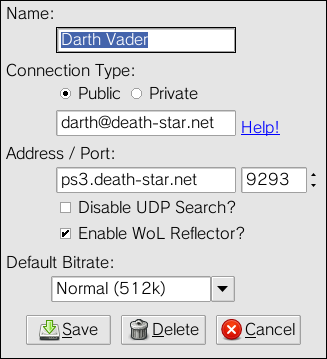 Name:
Darth Vader
Connection Type:
Public Private
darth@death-star.net Help!
Address / Port:
ps3.death-star.net 9293
Disable UDP Search?
Enable WoL Reflector?
Default Bitrate:
Normal (512k)
Save Delete Cancel